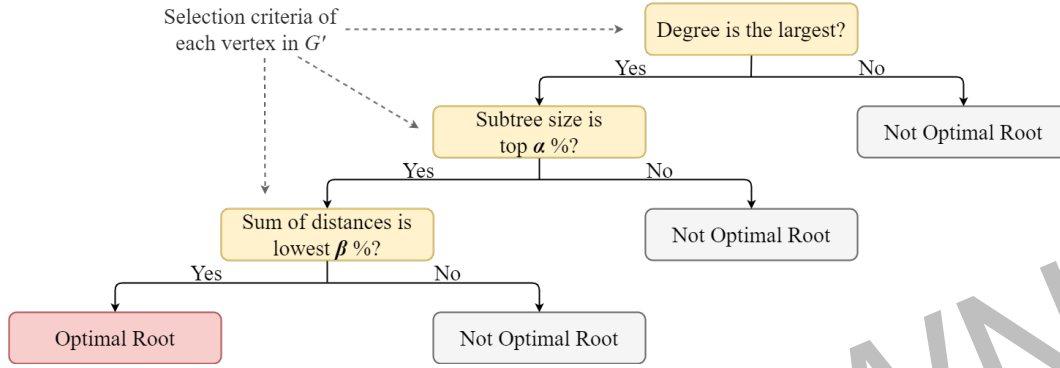 Selection criteria of
each vertex in G'
Degree is the largest?
Yes
No
Subtree size is
top α %?
Not Optimal Root
Yes
No
Sum of distances is
lowest β %?
Not Optimal Root
Yes
No
Optimal Root
Not Optimal Root